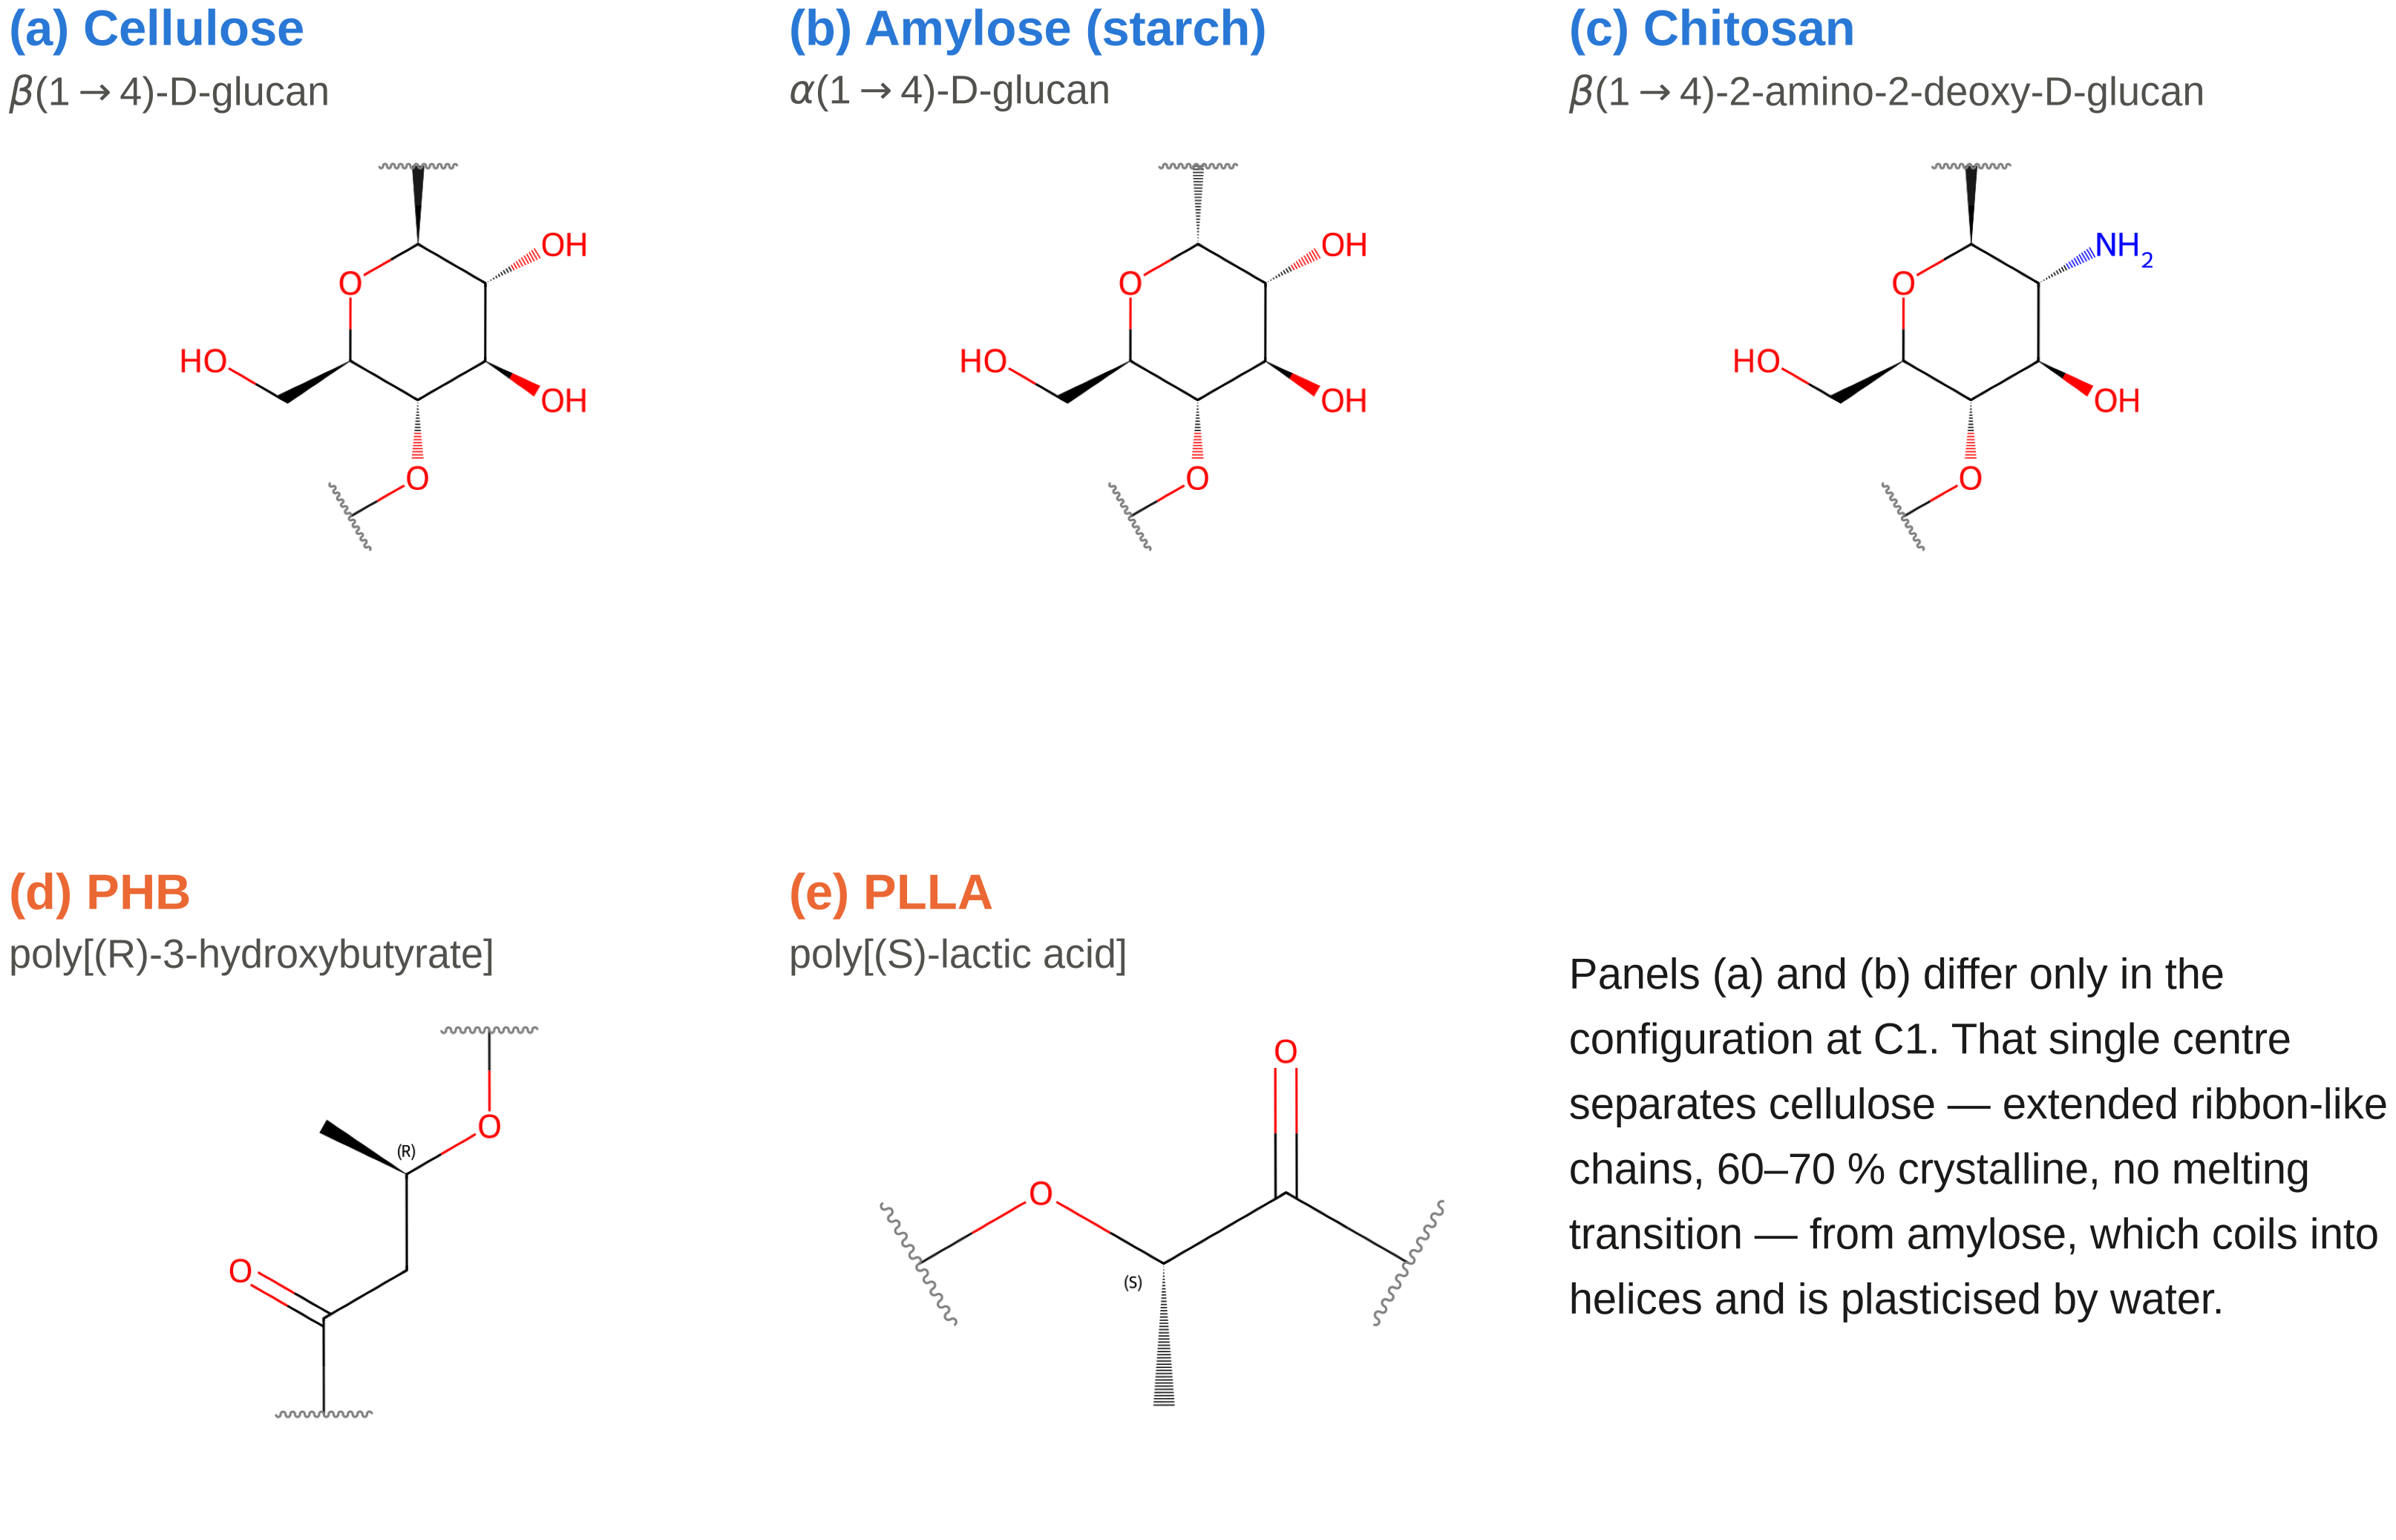 (a) Cellulose
β(1 → 4)-D-glucan
OH
O
HO
OH
O
(b) Amylose (starch)
α(1 → 4)-D-glucan
OH
O
HO
OH
O
(c) Chitosan
β(1 → 4)-2-amino-2-deoxy-D-glucan
NH2
O
HO
OH
O
(d) PHB
poly[(R)-3-hydroxybutyrate]
O
(R)
O
(e) PLLA
poly[(S)-lactic acid]
O
O
(S)
Panels (a) and (b) differ only in the
configuration at C1. That single centre
separates cellulose — extended ribbon-like
chains, 60–70 % crystalline, no melting
transition — from amylose, which coils into
helices and is plasticised by water.